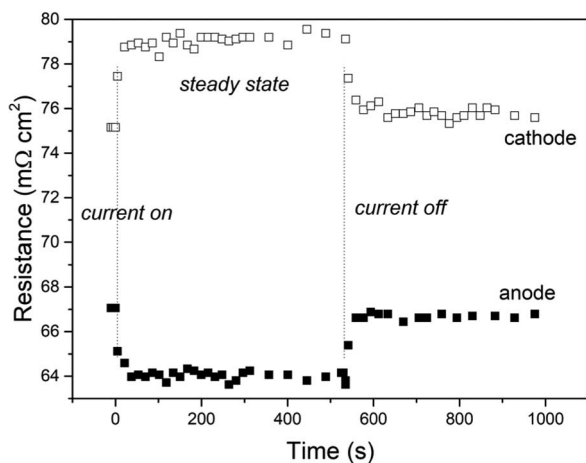 80
78
76
74
72
70
68
66
64
Resistance (mΩ cm²)
steady state
cathode
current on
current off
anode
0
200
400
600
800
1000
Time (s)